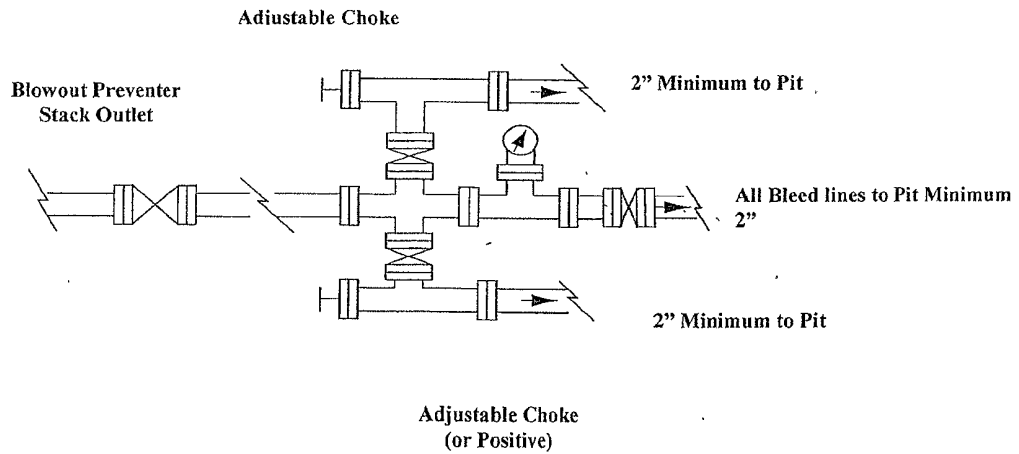 Adjustable Choke
Blowout Preventer
Stack Outlet
2” Minimum to Pit
All Bleed lines to Pit Minimum
2”
2” Minimum to Pit
Adjustable Choke
(or Positive)